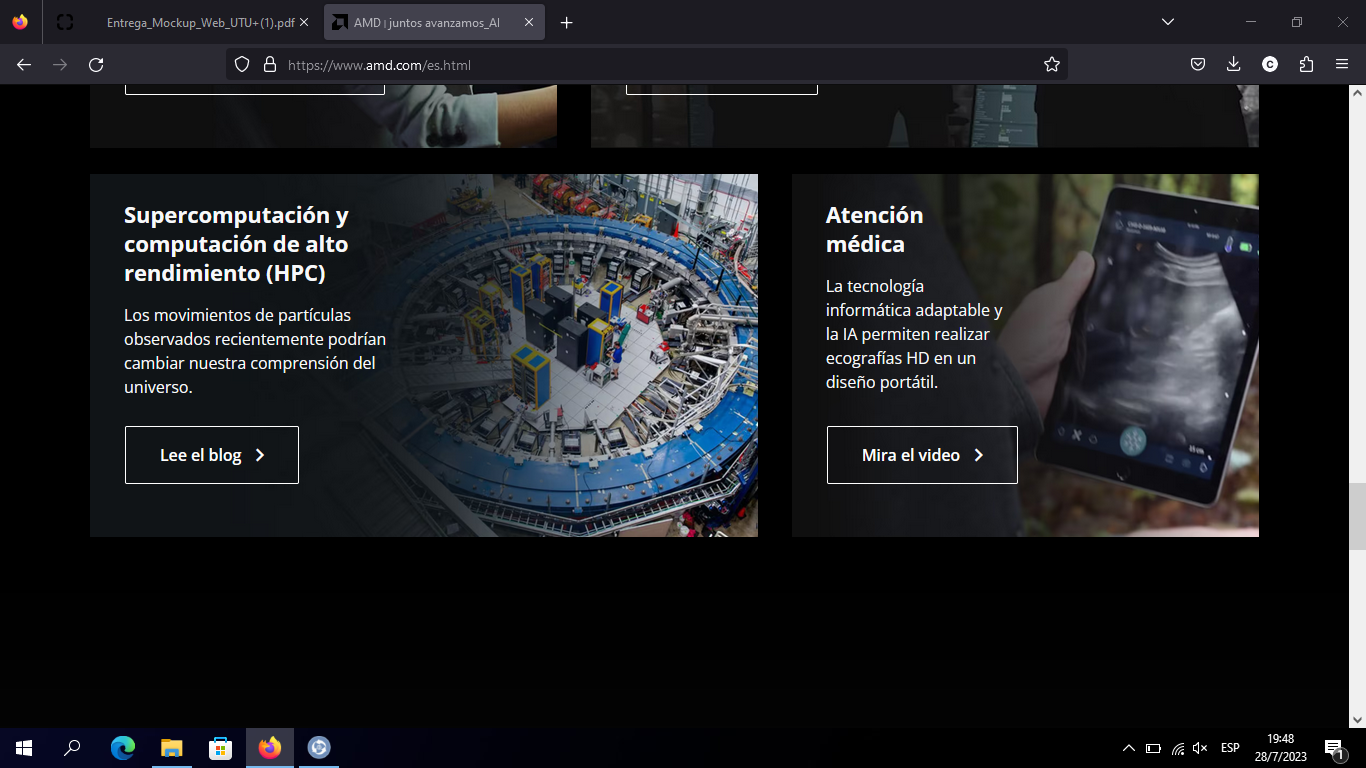 Entrega_Mockup_Web_UTU+(1).pdf
AMD | juntos avanzamos_AI
https://www.amd.com/es.html
Supercomputación y
computación de alto
rendimiento (HPC)
Los movimientos de partículas
observados recientemente podrían
cambiar nuestra comprensión del
universo.
Lee el blog
Atención
médica
La tecnología
informática adaptable y
la IA permiten realizar
ecografías HD en un
diseño portátil.
Mira el video
ESP
19:48
28/7/2023
1